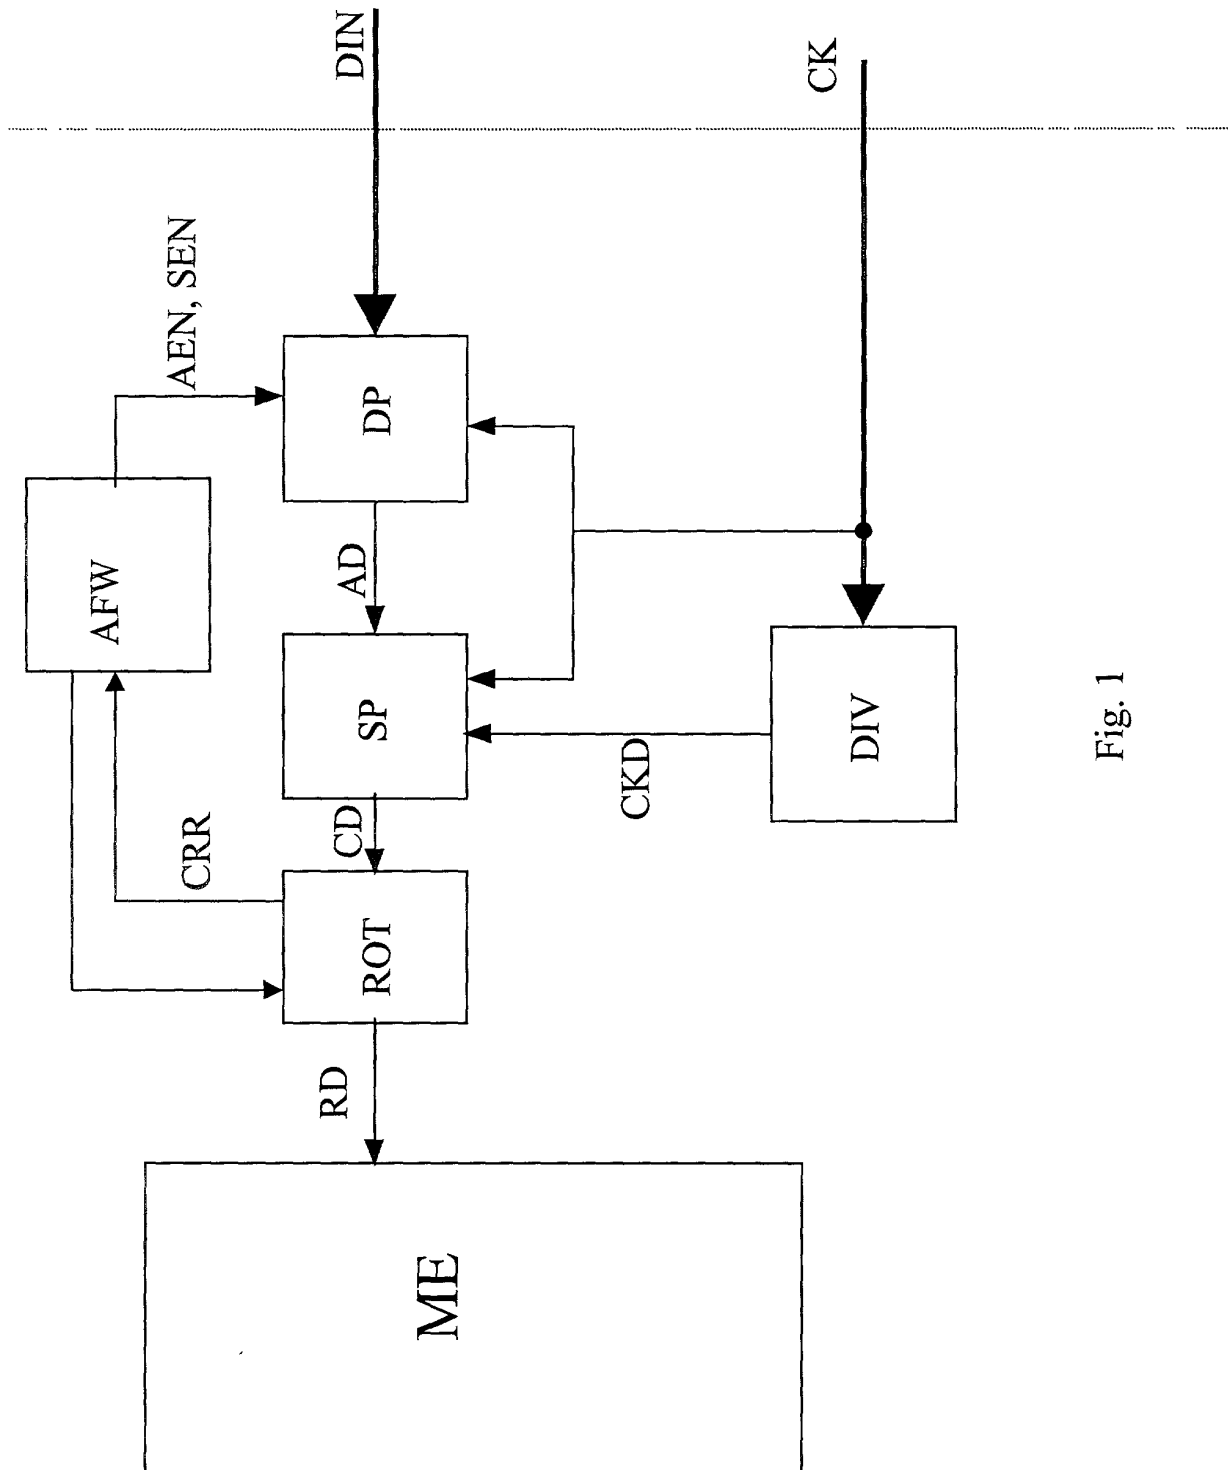 DIN
CK
AEN, SEN
DP
AFW
AD
SP
DIV
CKD
CD
CRR
ROT
RD
ME
Fig. 1